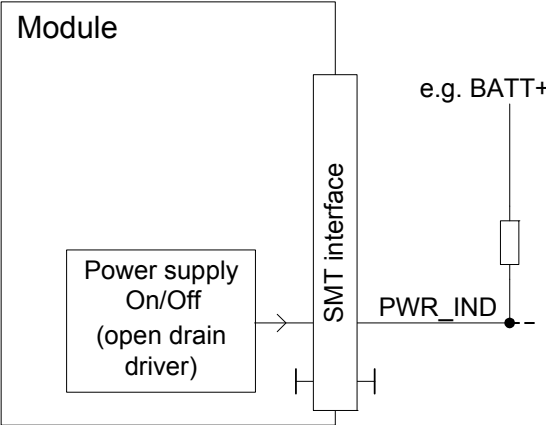 Module
e.g. BATT+
SMT interface
Power supply
On/Off
(open drain
driver)
PWR_IND